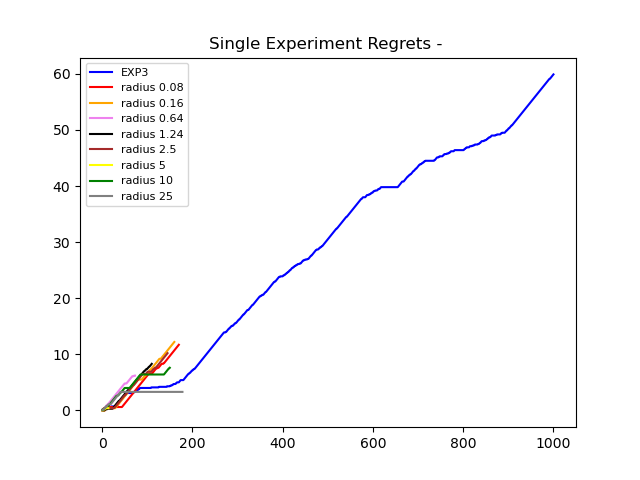 Single Experiment Regrets -
EXP3
radius 0.08
radius 0.16
radius 0.64
radius 1.24
radius 2.5
radius 5
radius 10
radius 25
60
50
40
30
20
10
0
0 200 400 600 800 1000